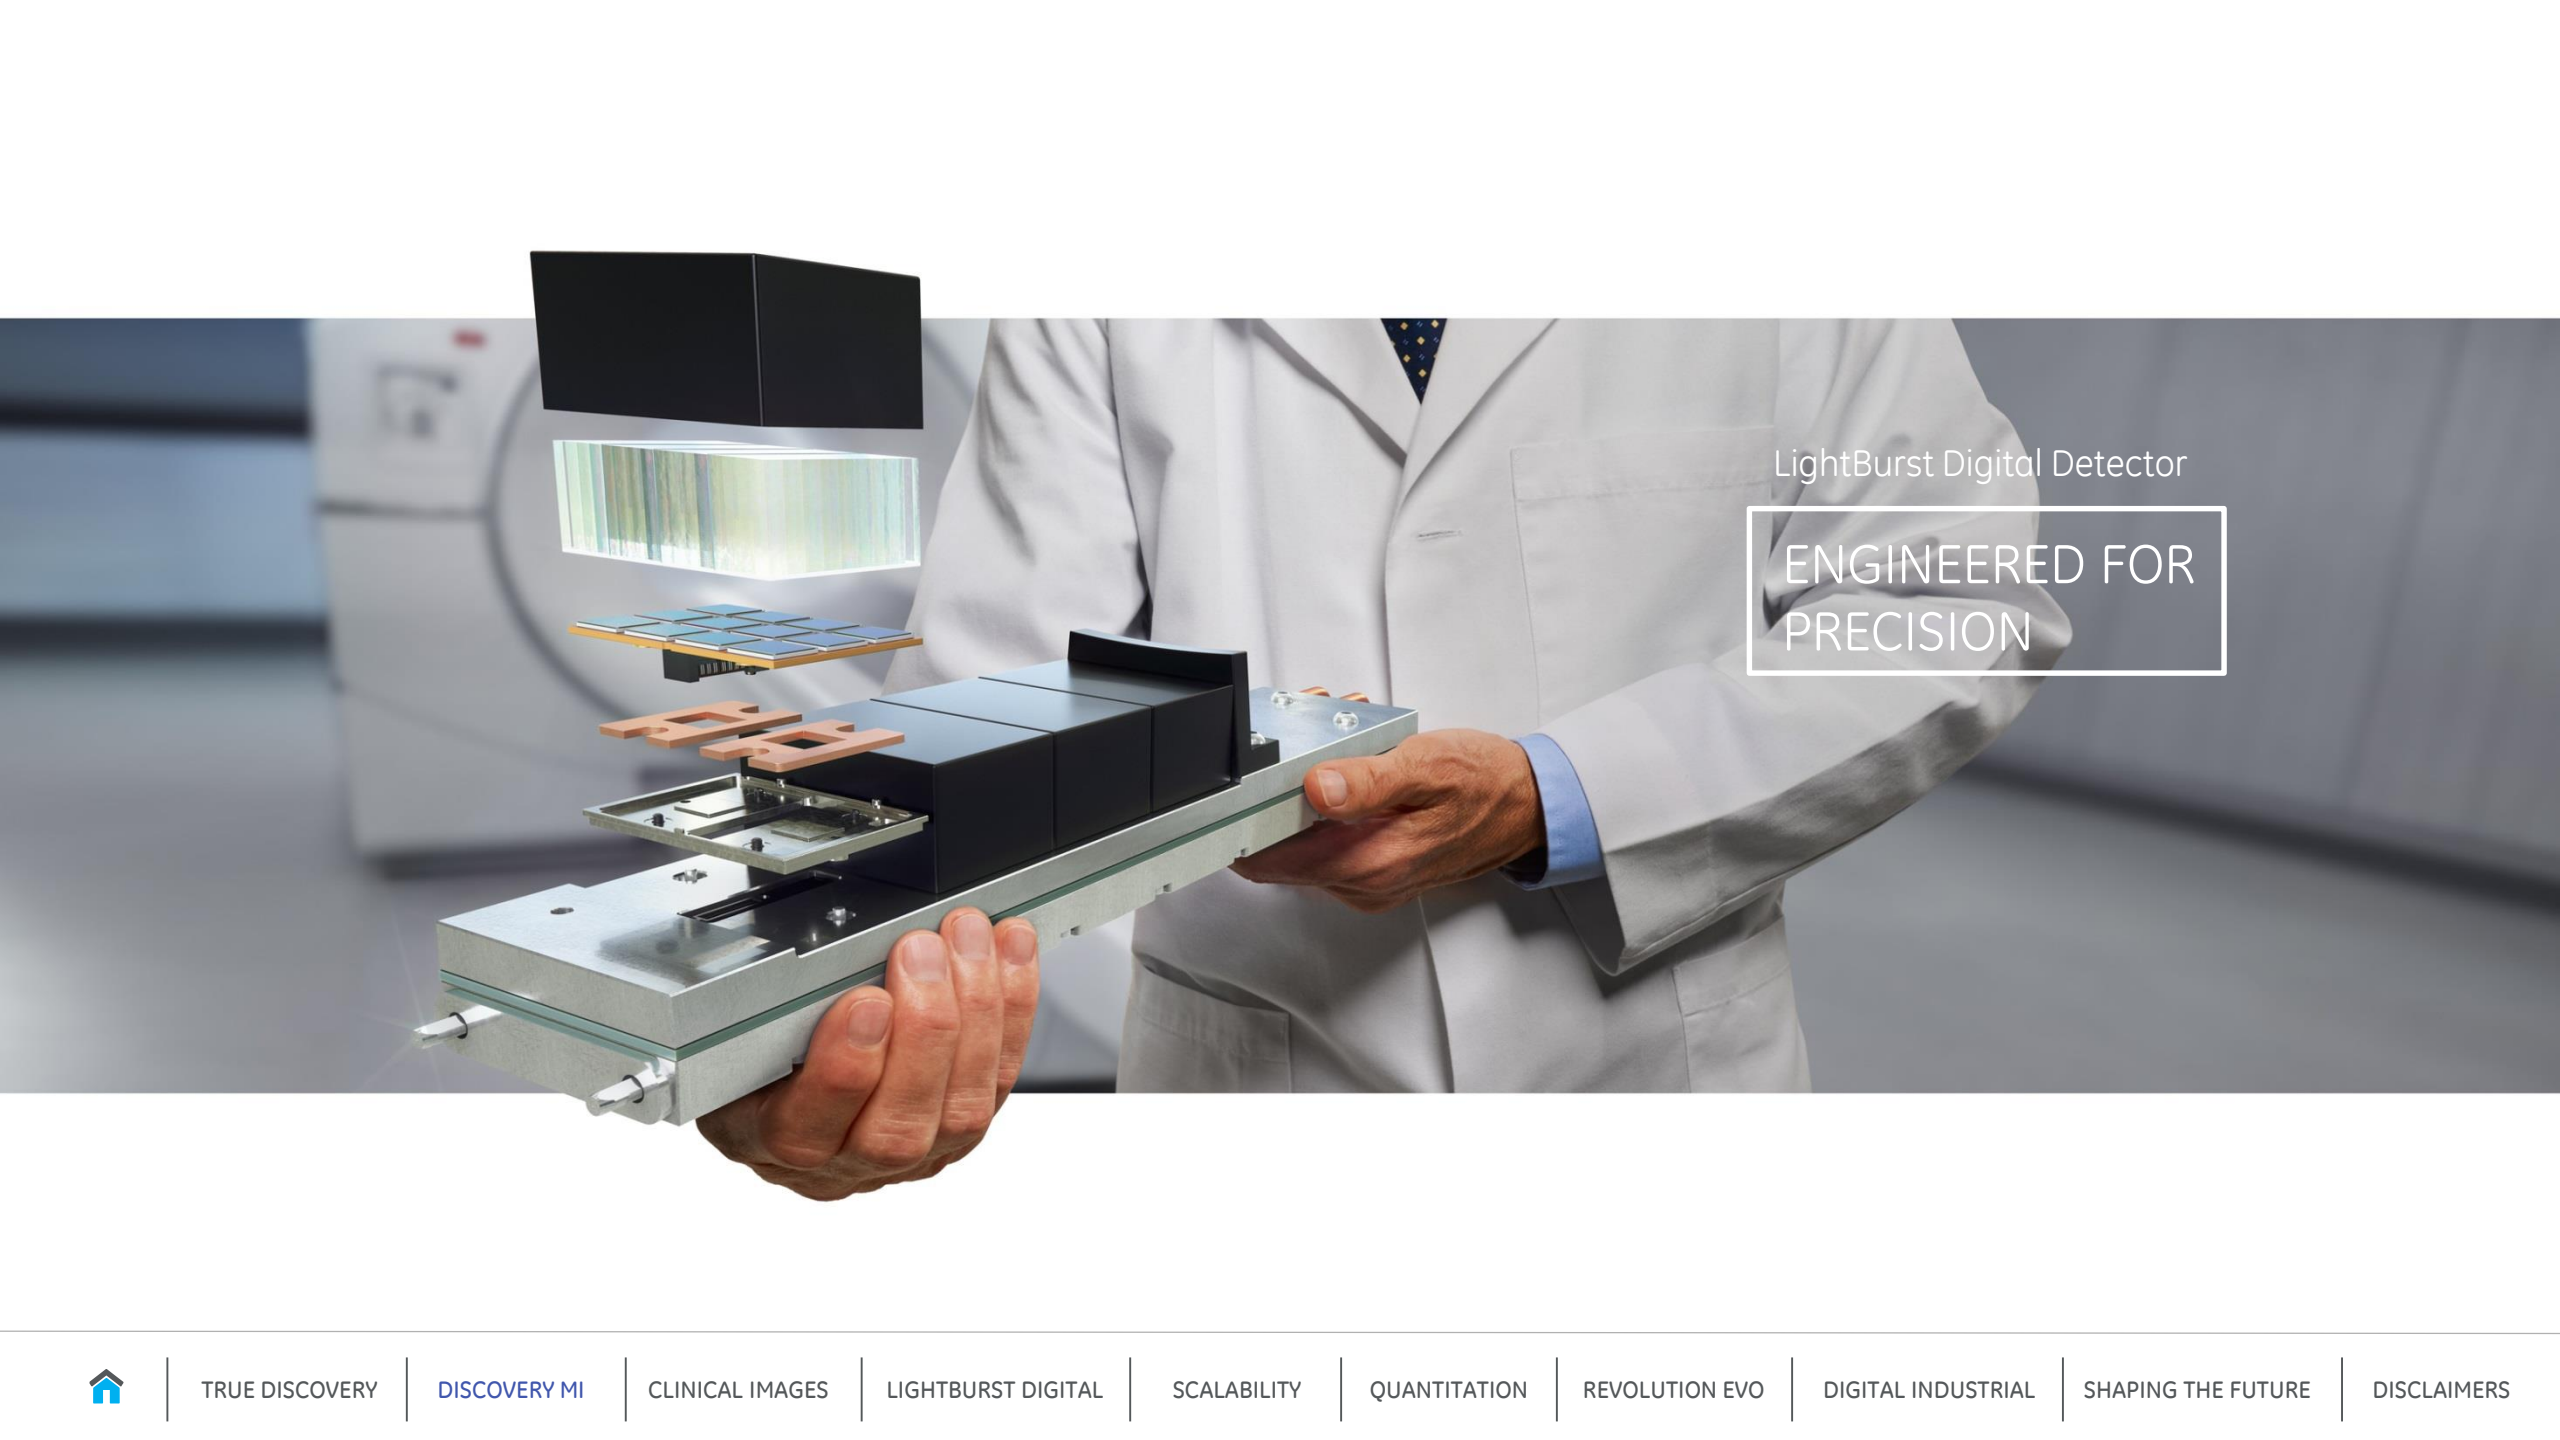 LightBurst Digital Detector
ENGINEERED FOR
PRECISION
TRUE DISCOVERY
DISCOVERY MI
CLINICAL IMAGES
LIGHTBURST DIGITAL
SCALABILITY
QUANTITATION
REVOLUTION EVO
DIGITAL INDUSTRIAL
SHAPING THE FUTURE
DISCLAIMERS